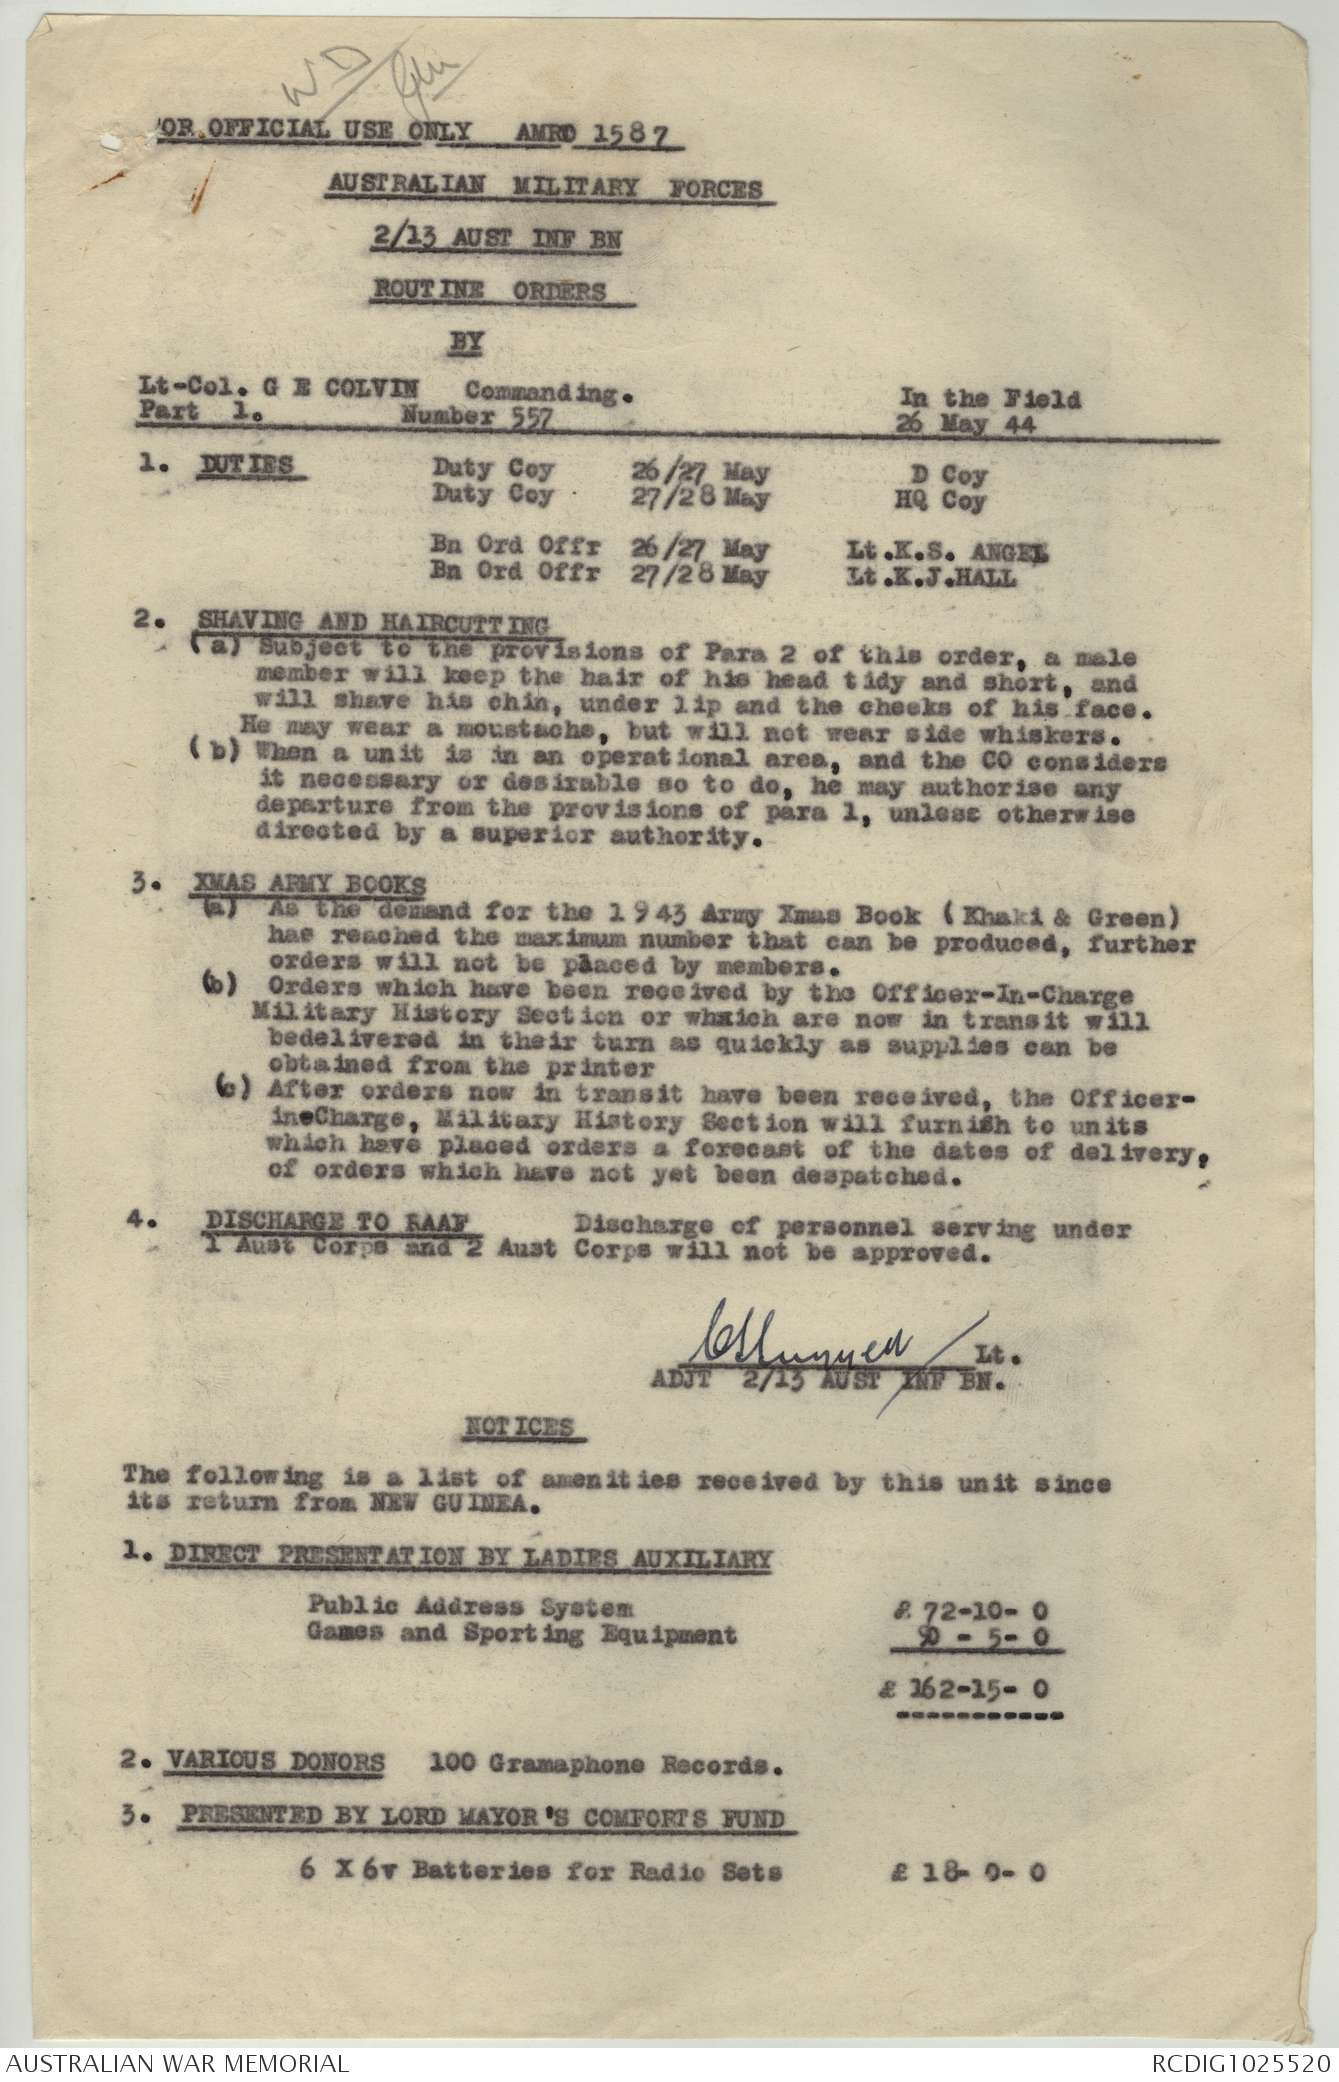 WD
FOR OFFICIAL USE ONLY AMRO 1587
AUSTRALIAN MILITARY FORCES
2/13 AUST INF BN
ROUTINE ORDERS
BY
Lt-Col. G E COLVIN Commanding. In the Field
Part 1. Number 557 26 May 44
1. DUTIES Duty Coy 26/27 May D Coy
Duty Coy 27/28 May HQ Coy
Bn Ord Offr 26/27 May Lt.K.S. ANGEL
Bn Ord Offr 27/28 May Lt.K.J.HALL
2. SHAVING AND HAIRCUTTING
(a) Subject to the provisions of Para 2 of this order, a male
member will keep the hair of his head tidy and short, and
will shave his chin, under lip and the cheeks of his face.
He may wear a moustache, but will not wear side whiskers.
(b) When a unit is in an operational area, and the CO considers
it necessary or desirable so to do, he may authorise any
departure from the provisions of para 1, unless otherwise
directed by a superior authority.
3. XMAS ARMY BOOKS
(a) As the demand for the 1943 Army Xmas Book (Khaki & Green)
has reached the maximum number that can be produced, further
orders will not be placed by members.
(b) Orders which have been received by the Officer-In-Charge
Military History Section or whxich are now in transit will
bedelivered in their turn as quickly as supplies can be
obtained from the printer
(c) After orders now in transit have been received, the Officer-
ineCharge, Military History Section will furnish to units
which have placed orders a forecast of the dates of delivery,
of orders which have not yet been despatched.
4. DISCHARGE TO RAAF Discharge of personnel serving under
1 Aust Corps and 2 Aust Corps will not be approved.
Lt.
ADJT 2/13 AUST INF BN.
NOTICES
The following is a list of amenities received by this unit since
its return from NEW GUINEA.
1. DIRECT PRESENTATION BY LADIES AUXILIARY
Public Address System £ 72-10- 0
Games and Sporting Equipment 90 - 5- 0
£ 162-15- 0
2. VARIOUS DONORS 100 Gramaphone Records.
3. PRESENTED BY LORD MAYOR'S COMFORTS FUND
6 X 6v Batteries for Radio Sets £ 18- 0- 0
AUSTRALIAN WAR MEMORIAL RCDIG1025520